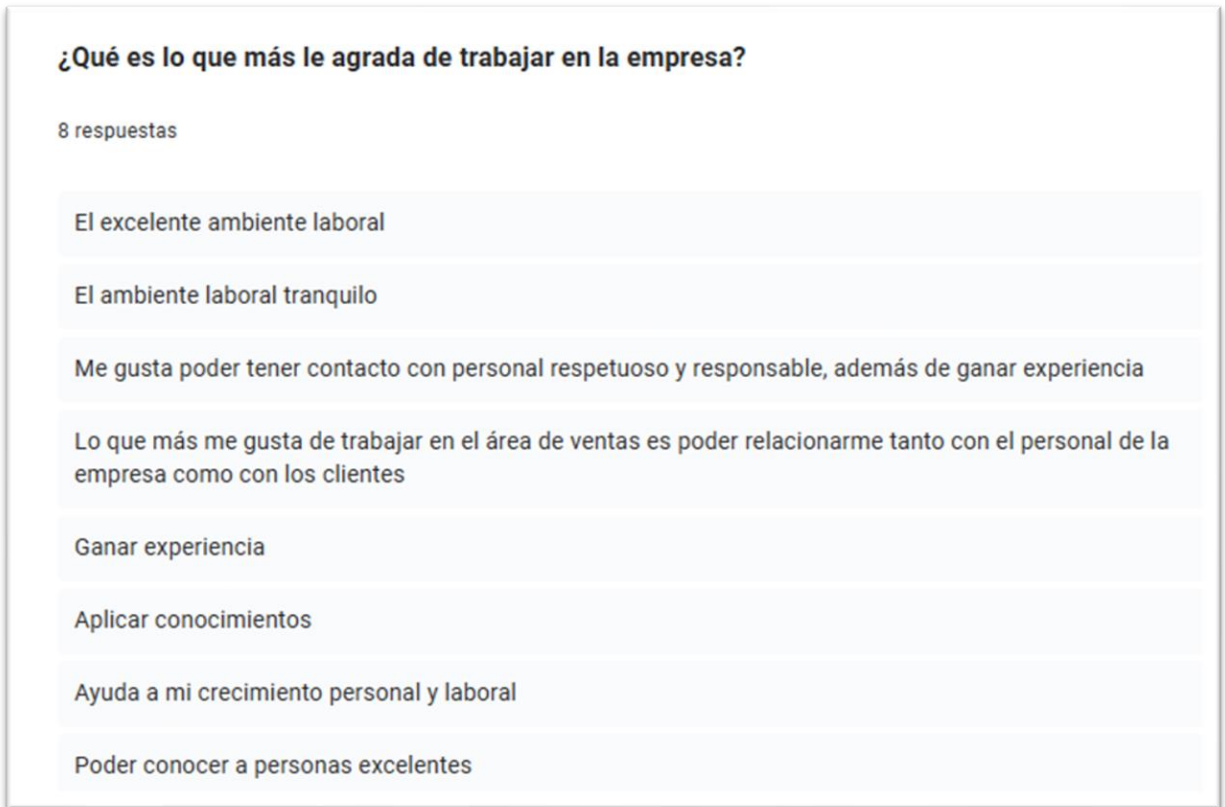 ¿Qué es lo que más le agrada de trabajar en la empresa?
8 respuestas
El excelente ambiente laboral
El ambiente laboral tranquilo
Me gusta poder tener contacto con personal respetuoso y responsable, además de ganar experiencia
Lo que más me gusta de trabajar en el área de ventas es poder relacionarme tanto con el personal de la
empresa como con los clientes
Ganar experiencia
Aplicar conocimientos
Ayuda a mi crecimiento personal y laboral
Poder conocer a personas excelentes